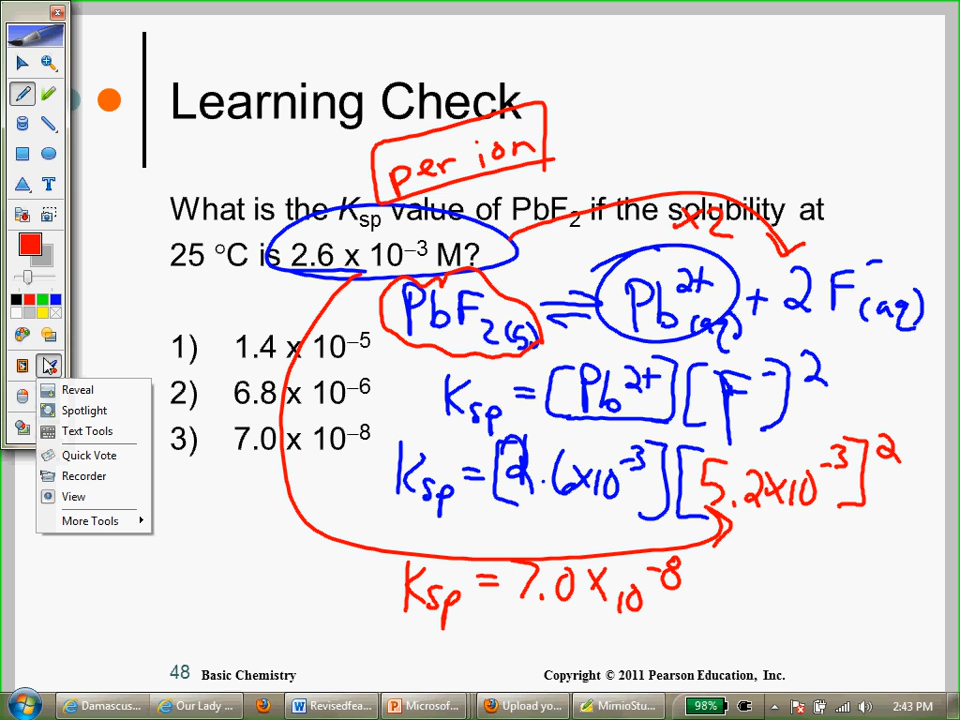 Learning Check
per ion
What is the Ksp value of PbF2 if the solubility at
25 °C is 2.6 x 10–3 M?
x2
PbF2(s) ⇌ Pb2+(aq) + 2F−(aq)
1) 1.4 x 10–5
2) 6.8 x 10–6
3) 7.0 x 10–8
Ksp = [Pb2+][F−]2
Ksp = [2.6x10-3][5.2x10-3]2
Ksp = 7.0 x 10-8
Reveal
Spotlight
Text Tools
Quick Vote
Recorder
View
More Tools
48 Basic Chemistry
Copyright © 2011 Pearson Education, Inc.
Damascus...
Our Lady ...
Revisedfea...
Microsof...
Upload yo...
MimioStu...
98%
2:43 PM